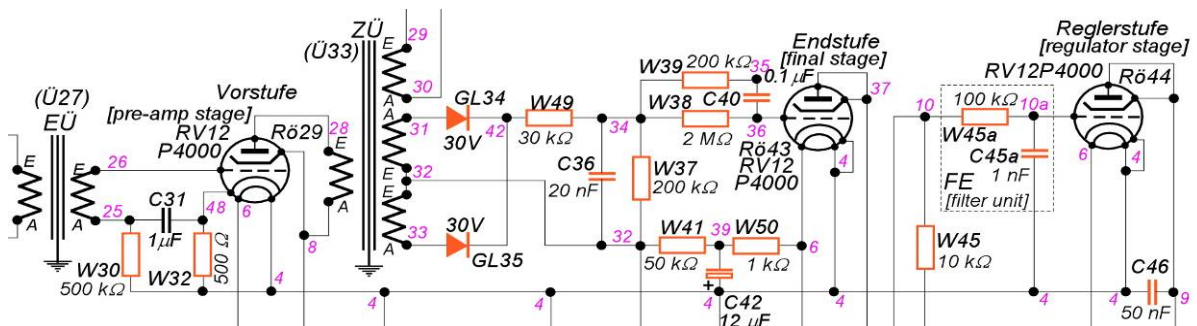 (Ü27)
EÜ
E
A
E
A
26
25
C31
1µF
W30
500 kΩ
W32
500 Ω
48
6
4
Vorstufe
[pre-amp stage]
RV12
P4000
Rö29
28
8
E
A
(Ü33)
ZÜ
29
E
30
A
A
31
E
32
E
33
A
4
GL34
30V
42
30V
GL35
4
W49
30 kΩ
34
C36
20 nF
32
W39
200 kΩ
35
0.1 µF
C40
W38
2 MΩ
36
W37
200 kΩ
W41
50 kΩ
39
W50
1 kΩ
6
+
4
C42
12 µF
Endstufe
[final stage]
37
Rö43
RV12
P4000
4
4
10
100 kΩ
10a
W45a
C45a
1 nF
FE
[filter unit]
W45
10 kΩ
4
Reglerstufe
[regulator stage]
RV12P4000
Rö44
6
4
4
C46
50 nF
9